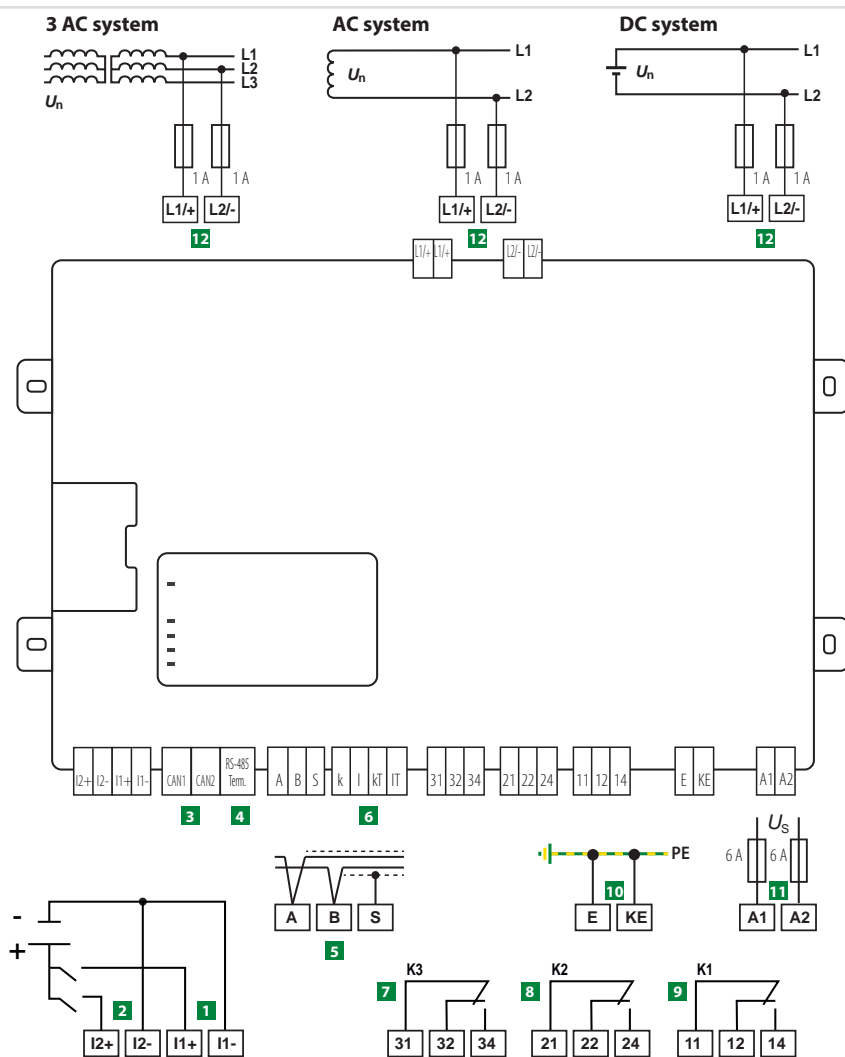 3 AC system AC system DC system
L1 L1 L1
L2
L3
Un Un Un
L2 L2
1 A 1 A 1 A 1 A 1 A 1 A
L1/+ L2/- L1/+ L2/- L1/+ L2/-
12 12 12
L1/+ L1/+ L2/- L2/-
I2+ I2- I1+ I1- CAN1 CAN2 RS-485 Term. A B S k l kT lT 31 32 34 21 22 24 11 12 14 E KE A1 A2
3 4 6
US
PE 6 A 6 A
10 11
A B S E KE A1 A2
5
-
+
K3 K2 K1
7 8 9
2 1
I2+ I2- I1+ I1- 31 32 34 21 22 24 11 12 14